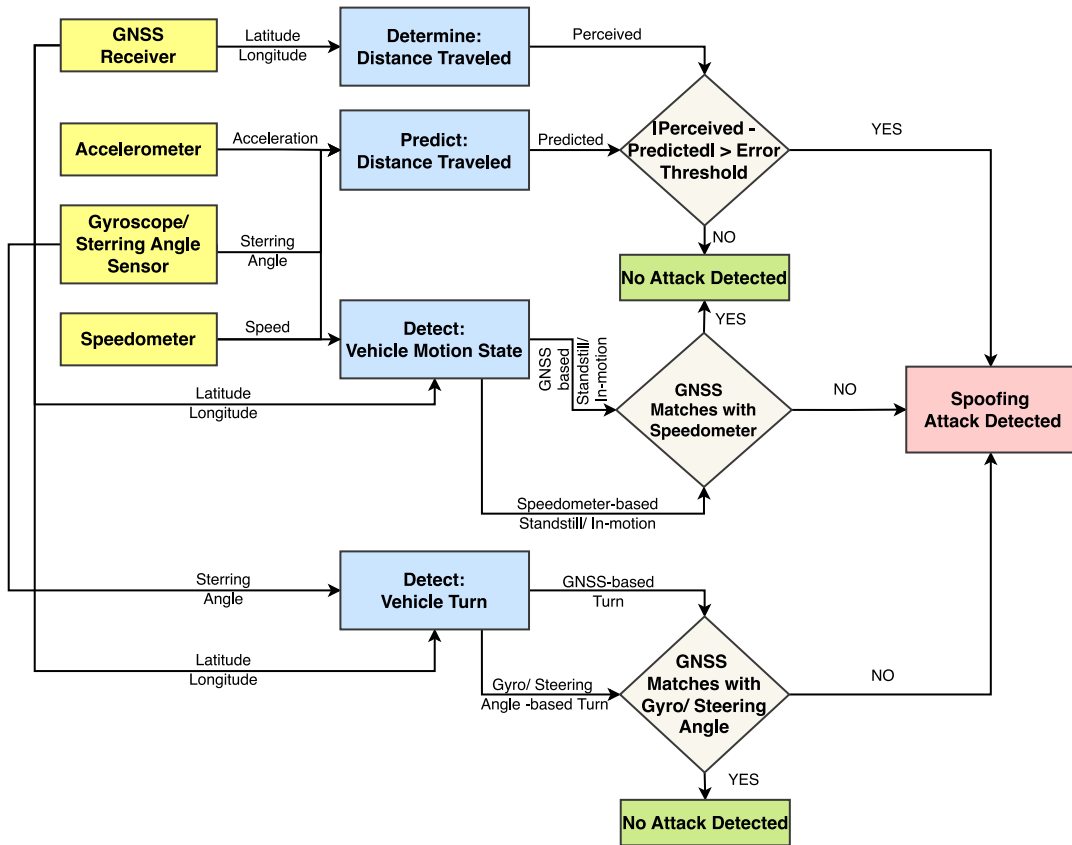 GNSS
Receiver
Latitude
Longitude
Determine:
Distance Traveled
Perceived
Accelerometer
Acceleration
Predict:
Distance Traveled
Predicted
|Perceived -
Predicted| > Error
Threshold
YES
NO
No Attack Detected
Gyroscope/
Sterring Angle
Sensor
Sterring
Angle
Speedometer
Speed
Detect:
Vehicle Motion State
GNSS
based
Standstill/
In-motion
YES
GNSS
Matches with
Speedometer
NO
Spoofing
Attack Detected
Latitude
Longitude
Speedometer-based
Standstill/ In-motion
Sterring
Angle
Detect:
Vehicle Turn
GNSS-based
Turn
Latitude
Longitude
Gyro/ Steering
Angle -based Turn
GNSS
Matches with
Gyro/ Steering
Angle
NO
YES
No Attack Detected